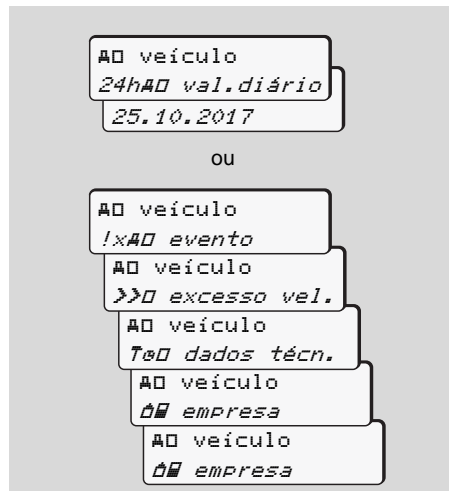 veículo
24h val.diário
25.10.2017
ou
veículo
!x evento
veículo
>> excesso vel.
veículo
T dados técn.
veículo
empresa
veículo
empresa